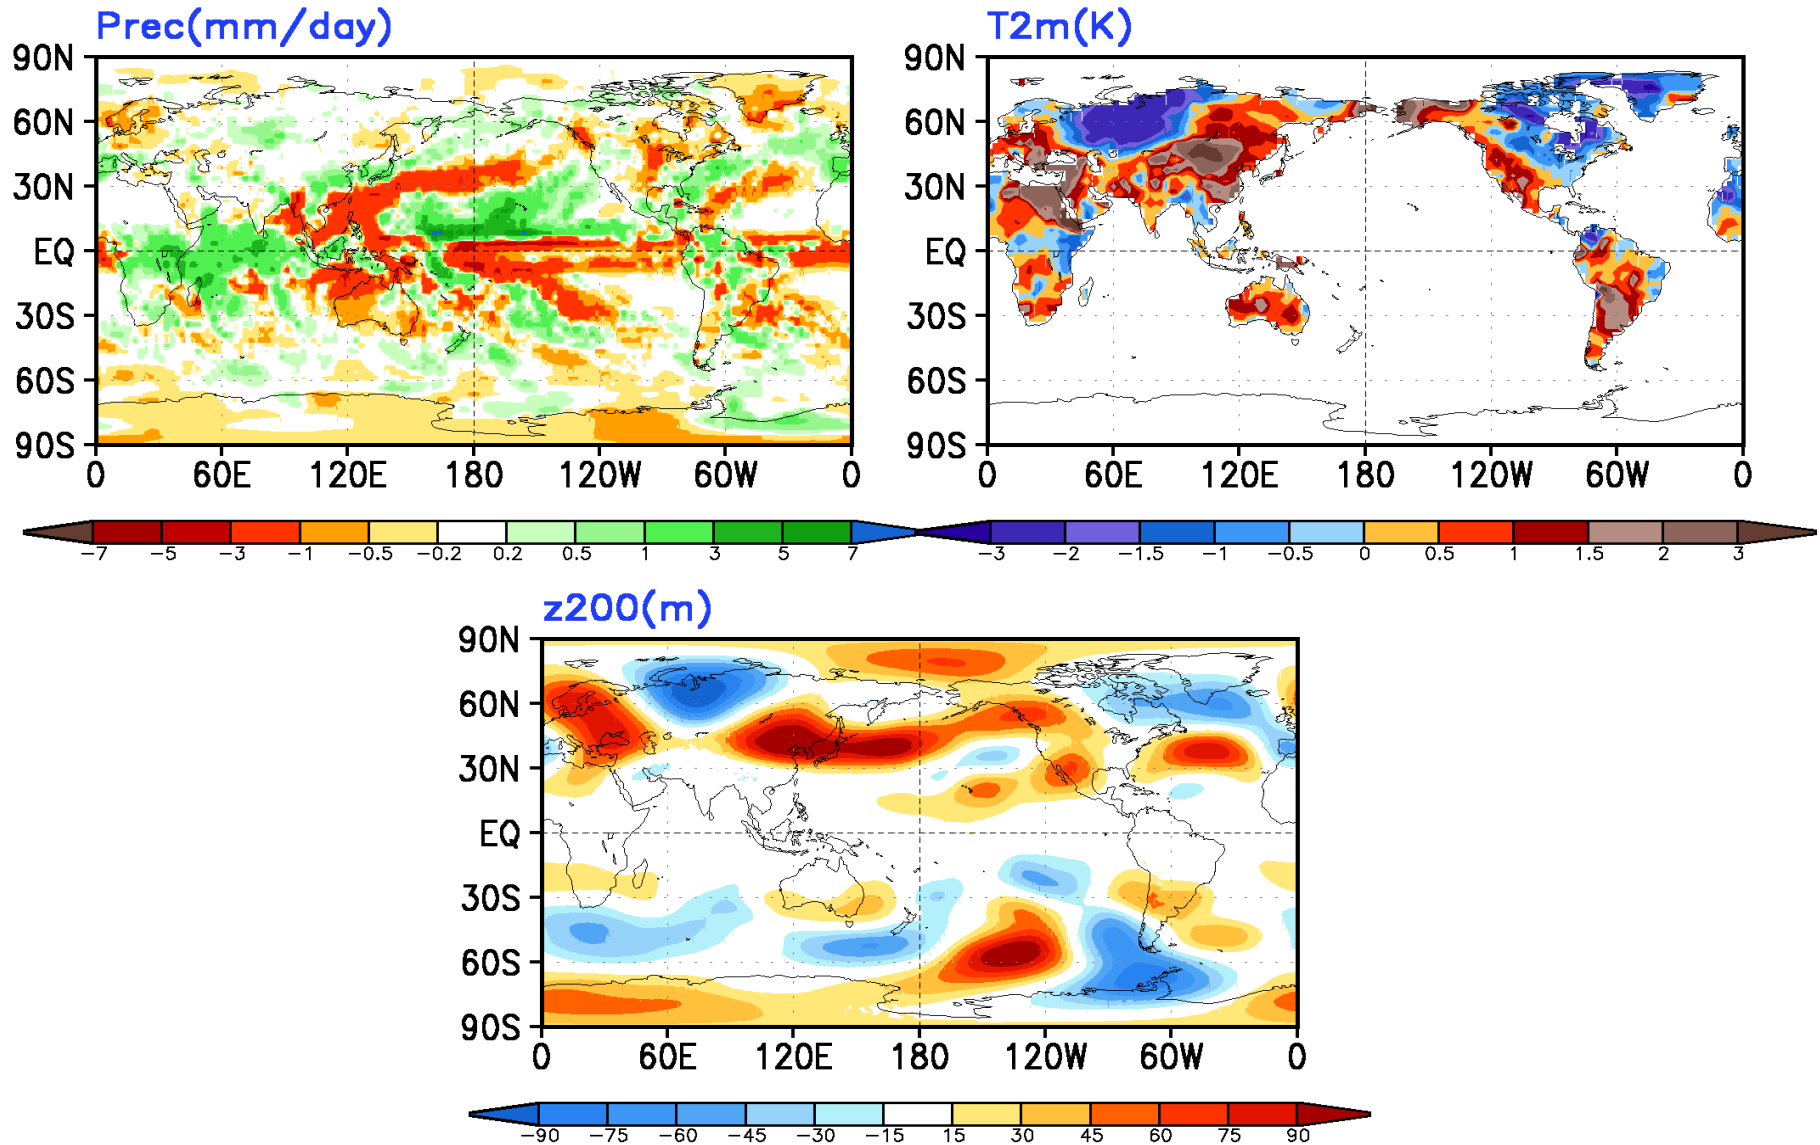 Prec(mm/day)
90N
60N
30N
EQ
30S
60S
90S
0 60E 120E 180 120W 60W 0
-7 -5 -3 -1 -0.5 -0.2 0.2 0.5 1 3 5 7
T2m(K)
90N
60N
30N
EQ
30S
60S
90S
0 60E 120E 180 120W 60W 0
-3 -2 -1.5 -1 -0.5 0 0.5 1 1.5 2 3
z200(m)
90N
60N
30N
EQ
30S
60S
90S
0 60E 120E 180 120W 60W 0
-90 -75 -60 -45 -30 -15 15 30 45 60 75 90